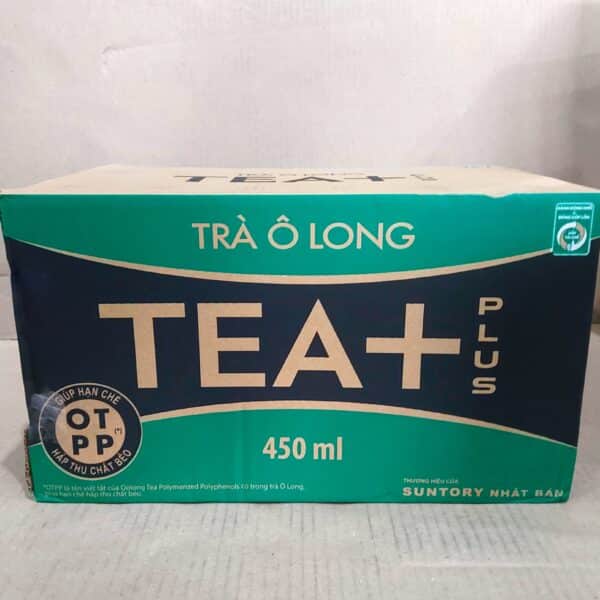 TEA+ PLUS
TRÀ Ô LONG
TEA+ PLUS
450 ml
GIÚP HẠN CHẾ
OT
PP(*)
HẤP THU CHẤT BÉO
*OTPP là tên viết tắt của Oolong Tea Polymerized Polyphenols có trong trà Ô Long,
giúp hạn chế hấp thu chất béo.
THƯƠNG HIỆU CỦA
SUNTORY NHẬT BẢN